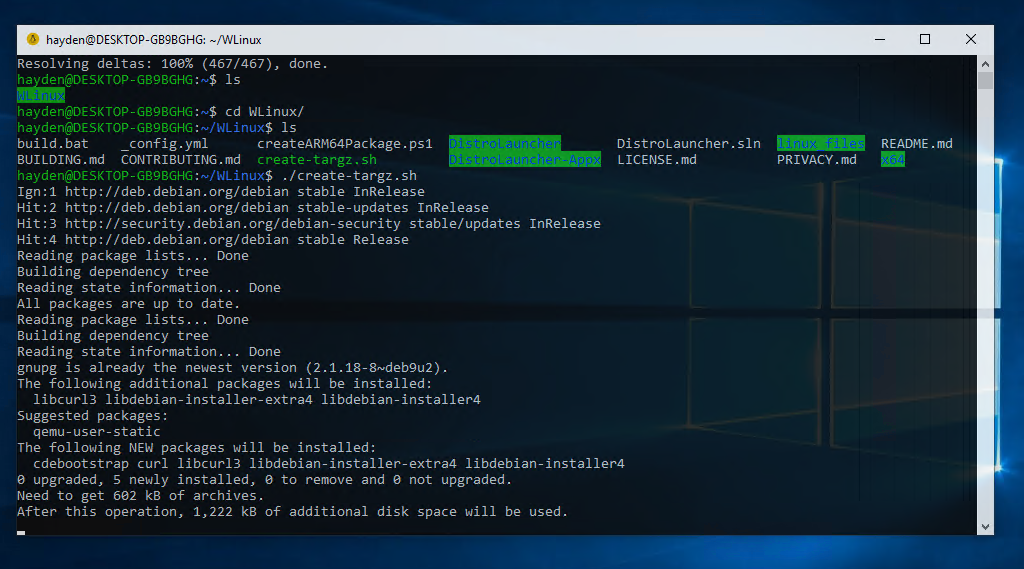 hayden@DESKTOP-GB9BGHG: ~/WLinux
Resolving deltas: 100% (467/467), done.
hayden@DESKTOP-GB9BGHG:~$ ls
WLinux
hayden@DESKTOP-GB9BGHG:~$ cd WLinux/
hayden@DESKTOP-GB9BGHG:~/WLinux$ ls
build.bat    _config.yml      createARM64Package.ps1  DistroLauncher       DistroLauncher.sln  linux_files  README.md
BUILDING.md  CONTRIBUTING.md  create-targz.sh         DistroLauncher-Appx  LICENSE.md          PRIVACY.md   x64
hayden@DESKTOP-GB9BGHG:~/WLinux$ ./create-targz.sh
Ign:1 http://deb.debian.org/debian stable InRelease
Hit:2 http://deb.debian.org/debian stable-updates InRelease
Hit:3 http://security.debian.org/debian-security stable/updates InRelease
Hit:4 http://deb.debian.org/debian stable Release
Reading package lists... Done
Building dependency tree
Reading state information... Done
All packages are up to date.
Reading package lists... Done
Building dependency tree
Reading state information... Done
gnupg is already the newest version (2.1.18-8~deb9u2).
The following additional packages will be installed:
  libcurl3 libdebian-installer-extra4 libdebian-installer4
Suggested packages:
  qemu-user-static
The following NEW packages will be installed:
  cdebootstrap curl libcurl3 libdebian-installer-extra4 libdebian-installer4
0 upgraded, 5 newly installed, 0 to remove and 0 not upgraded.
Need to get 602 kB of archives.
After this operation, 1,222 kB of additional disk space will be used.